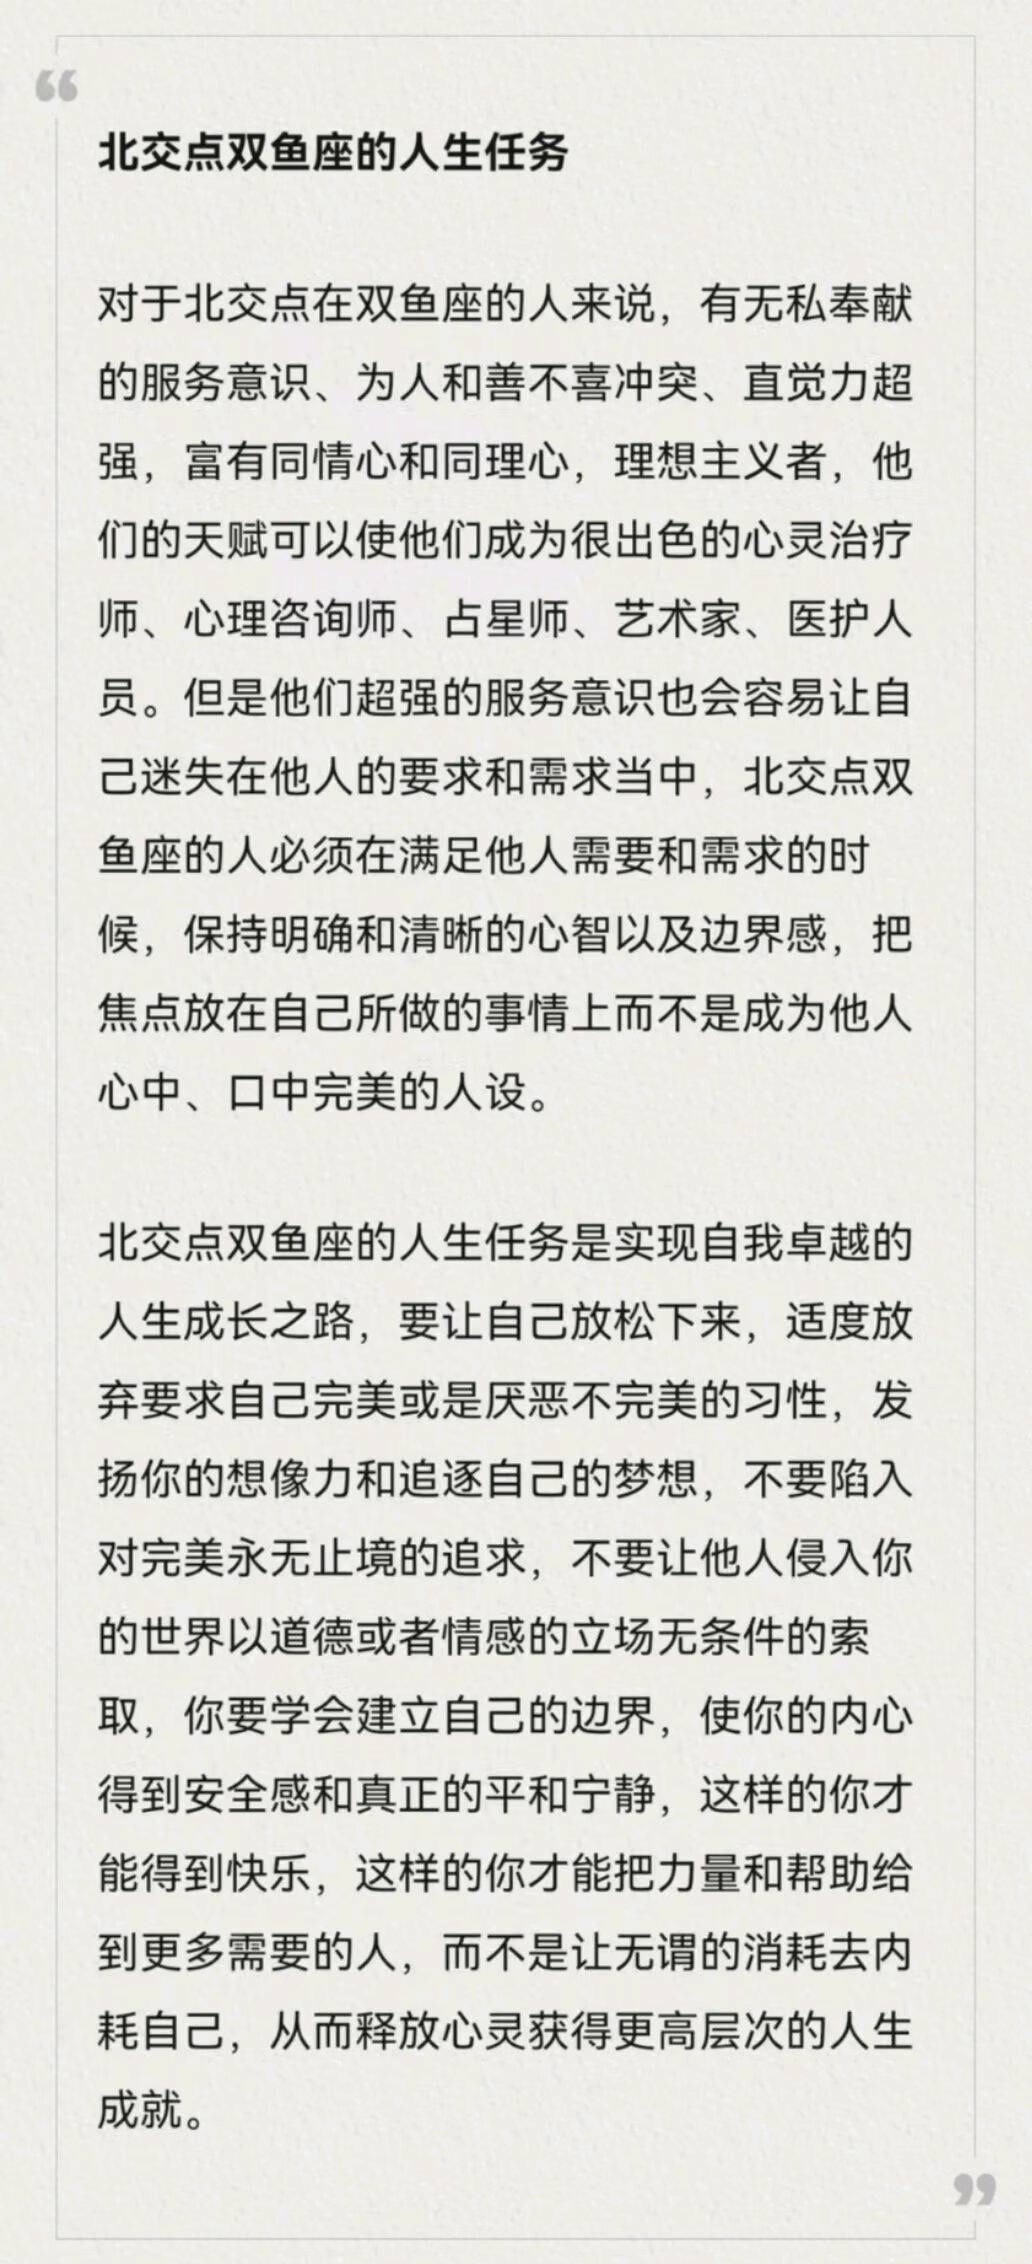 “
北交点双鱼座的人生任务
对于北交点在双鱼座的人来说，有无私奉献
的服务意识、为人和善不喜冲突、直觉力超
强，富有同情心和同理心，理想主义者，他
们的天赋可以使他们成为很出色的心灵治疗
师、心理咨询师、占星师、艺术家、医护人
员。但是他们超强的服务意识也会容易让自
己迷失在他人的要求和需求当中，北交点双
鱼座的人必须在满足他人需要和需求的时
候，保持明确和清晰的心智以及边界感，把
焦点放在自己所做的事情上而不是成为他人
心中、口中完美的人设。
北交点双鱼座的人生任务是实现自我卓越的
人生成长之路，要让自己放松下来，适度放
弃要求自己完美或是厌恶不完美的习性，发
扬你的想像力和追逐自己的梦想，不要陷入
对完美永无止境的追求，不要让他人侵入你
的世界以道德或者情感的立场无条件的索
取，你要学会建立自己的边界，使你的内心
得到安全感和真正的平和宁静，这样的你才
能得到快乐，这样的你才能把力量和帮助给
到更多需要的人，而不是让无谓的消耗去内
耗自己，从而释放心灵获得更高层次的人生
成就。
”